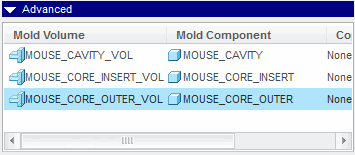 Advanced
Mold Volume Mold Component Co
MOUSE_CAVITY_VOL MOUSE_CAVITY None
MOUSE_CORE_INSERT_VOL MOUSE_CORE_INSERT None
MOUSE_CORE_OUTER_VOL MOUSE_CORE_OUTER None